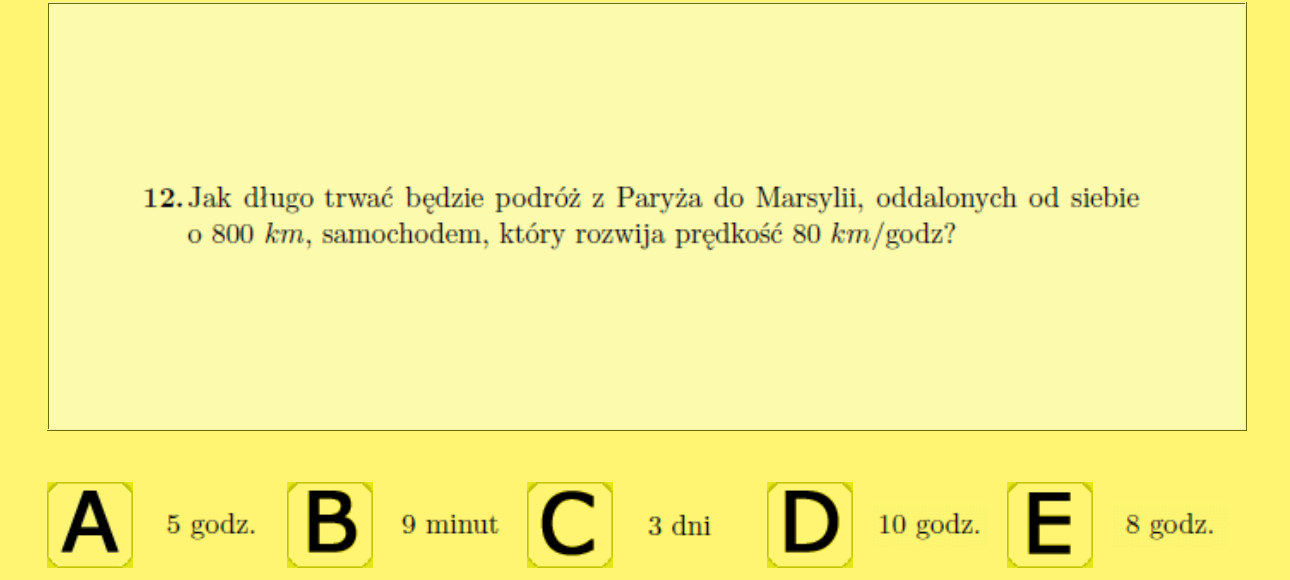 12. Jak długo trwać będzie podróż z Paryża do Marsylii, oddalonych od siebie
o 800 km, samochodem, który rozwija prędkość 80 km/godz?
A 5 godz. B 9 minut C 3 dni D 10 godz. E 8 godz.